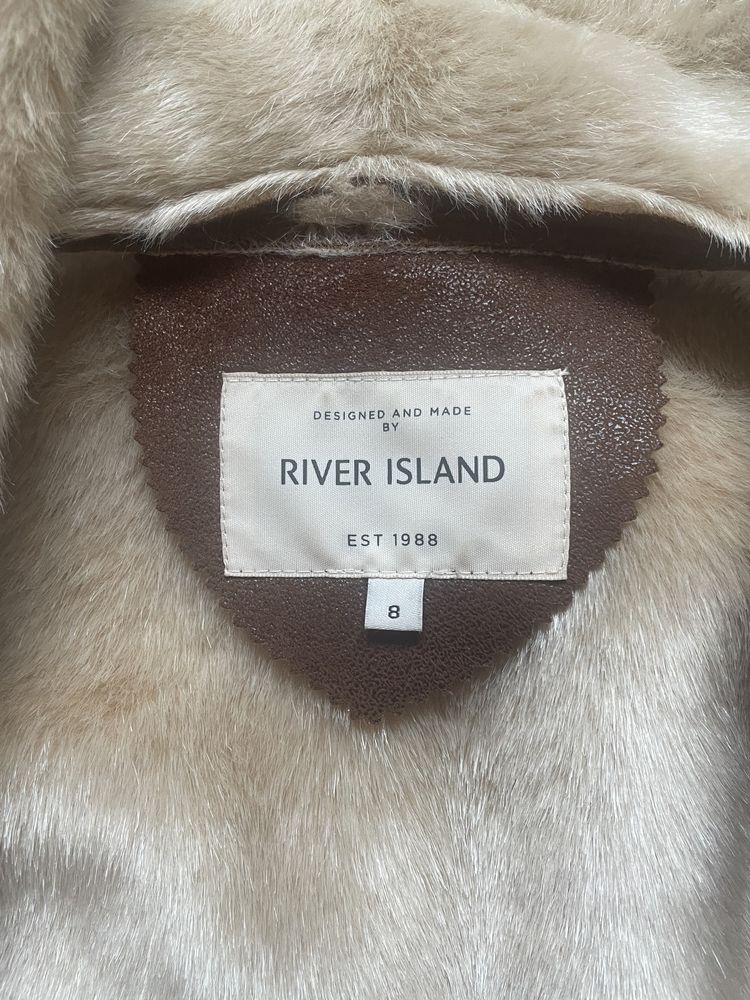 DESIGNED AND MADE
BY
RIVER ISLAND
EST 1988
8